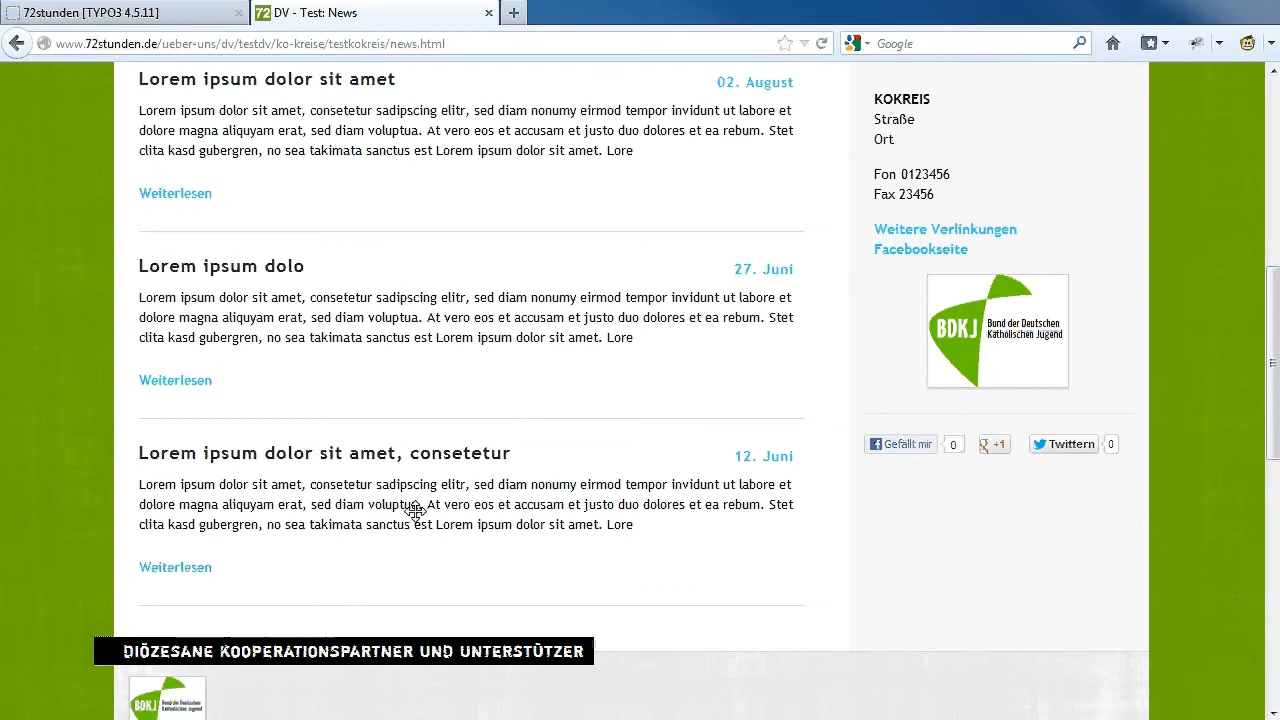 72stunden [TYPO3 4.5.11]
72 DV - Test: News
www.72stunden.de/ueber-uns/dv/testdv/ko-kreise/testkokreis/news.html
Google
Lorem ipsum dolor sit amet
02. August
Lorem ipsum dolor sit amet, consetetur sadipscing elitr, sed diam nonumy eirmod tempor invidunt ut labore et
dolore magna aliquyam erat, sed diam voluptua. At vero eos et accusam et justo duo dolores et ea rebum. Stet
clita kasd gubergren, no sea takimata sanctus est Lorem ipsum dolor sit amet. Lore
Weiterlesen
Lorem ipsum dolo
27. Juni
Lorem ipsum dolor sit amet, consetetur sadipscing elitr, sed diam nonumy eirmod tempor invidunt ut labore et
dolore magna aliquyam erat, sed diam voluptua. At vero eos et accusam et justo duo dolores et ea rebum. Stet
clita kasd gubergren, no sea takimata sanctus est Lorem ipsum dolor sit amet. Lore
Weiterlesen
Lorem ipsum dolor sit amet, consetetur
12. Juni
Lorem ipsum dolor sit amet, consetetur sadipscing elitr, sed diam nonumy eirmod tempor invidunt ut labore et
dolore magna aliquyam erat, sed diam voluptua. At vero eos et accusam et justo duo dolores et ea rebum. Stet
clita kasd gubergren, no sea takimata sanctus est Lorem ipsum dolor sit amet. Lore
Weiterlesen
KOKREIS
Straße
Ort
Fon 0123456
Fax 23456
Weitere Verlinkungen
Facebookseite
BDKJ
Bund der Deutschen
Katholischen Jugend
Gefällt mir 0
+1
Twittern 0
DIÖZESANE KOOPERATIONSPARTNER UND UNTERSTÜTZER
BDKJ
Bund der Deutschen
Katholischen Jugend